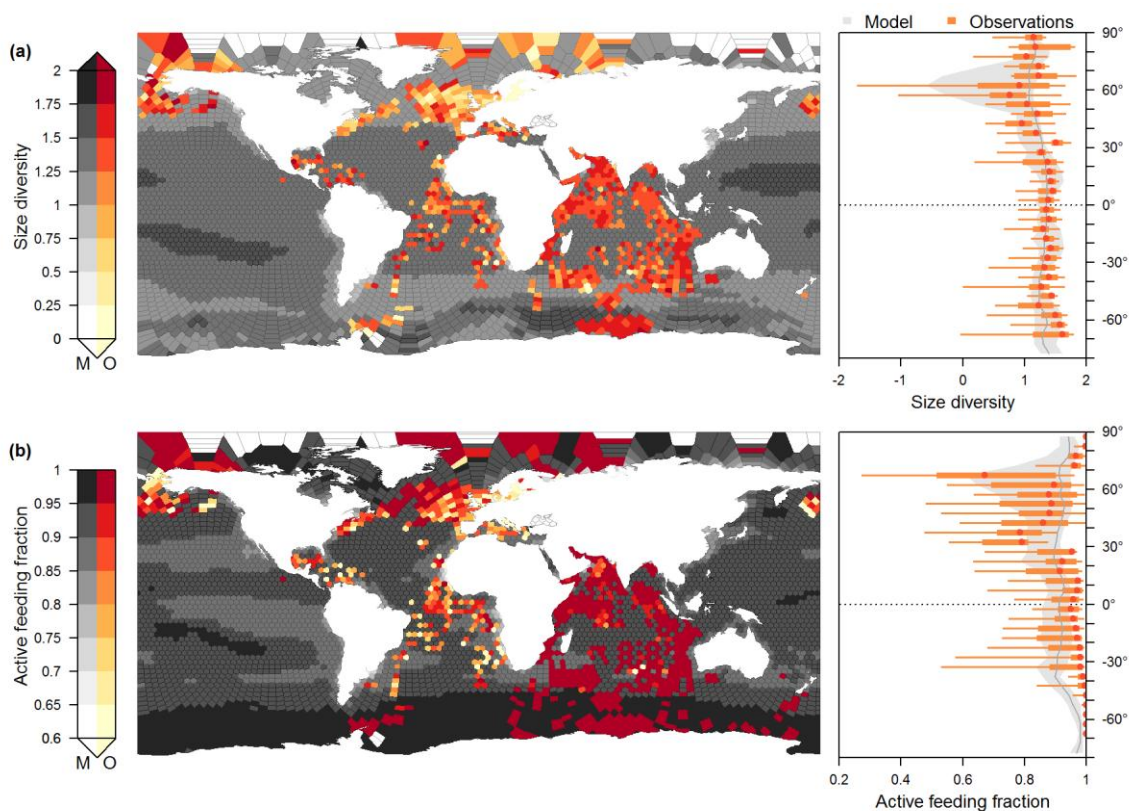 Model Observations
(a)
Size diversity
2
1.75
1.5
1.25
1
0.75
0.5
0.25
0
M O
90°
60°
30°
0°
-30°
-60°
-2 -1 0 1 2
Size diversity
(b)
Active feeding fraction
1
0.95
0.9
0.85
0.8
0.75
0.7
0.65
0.6
M O
90°
60°
30°
0°
-30°
-60°
0.2 0.4 0.6 0.8 1
Active feeding fraction